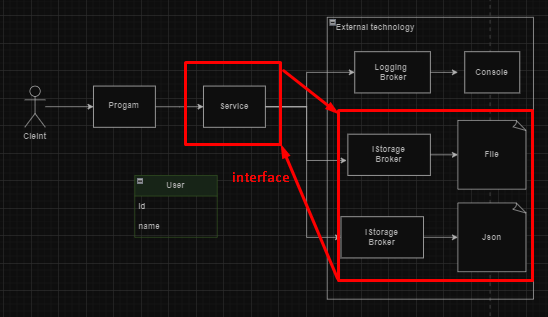 External technology
Logging
Broker
Console
Progam
Service
Cleint
IStorage
Broker
File
User
interface
id
name
IStorage
Broker
Json